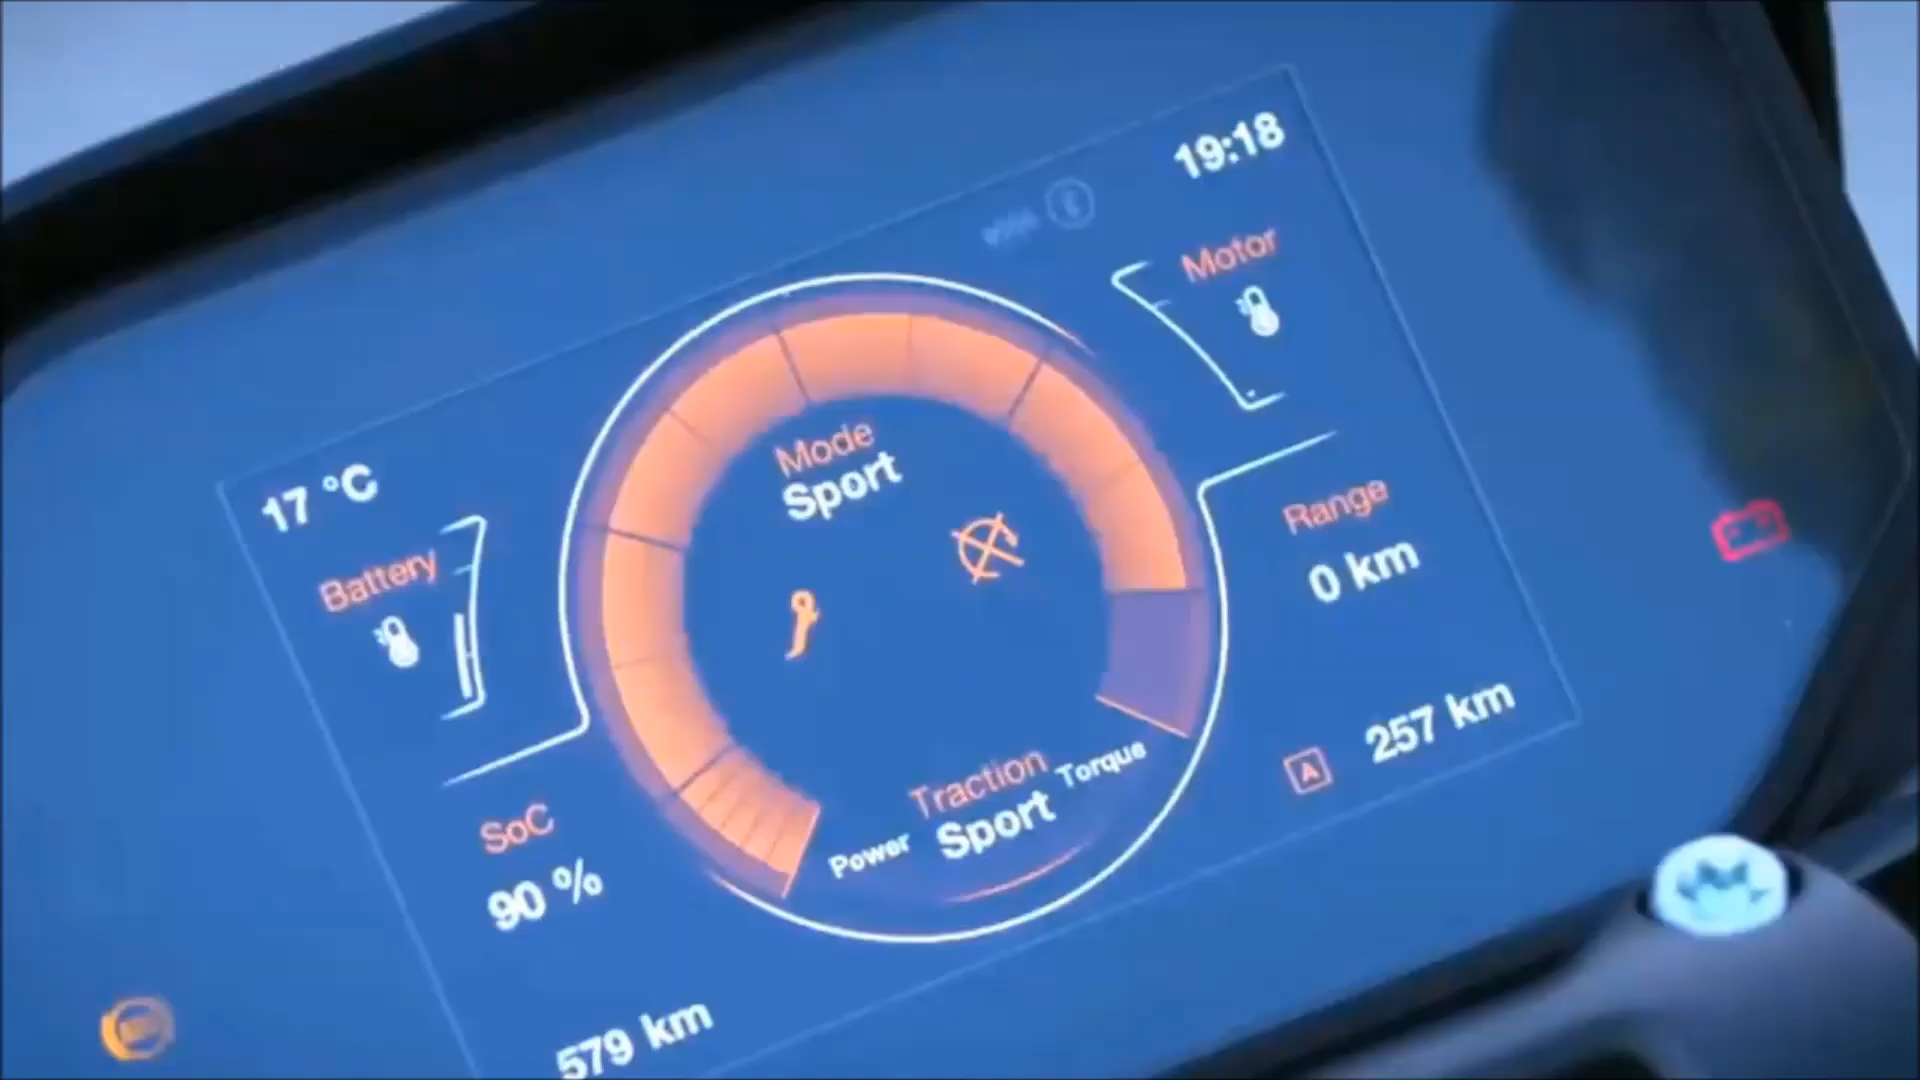 19:18
Motor
17 °C
Battery
Mode
Sport
Range
0 km
SoC
90 %
Traction
Sport
Power
Torque
A
257 km
579 km